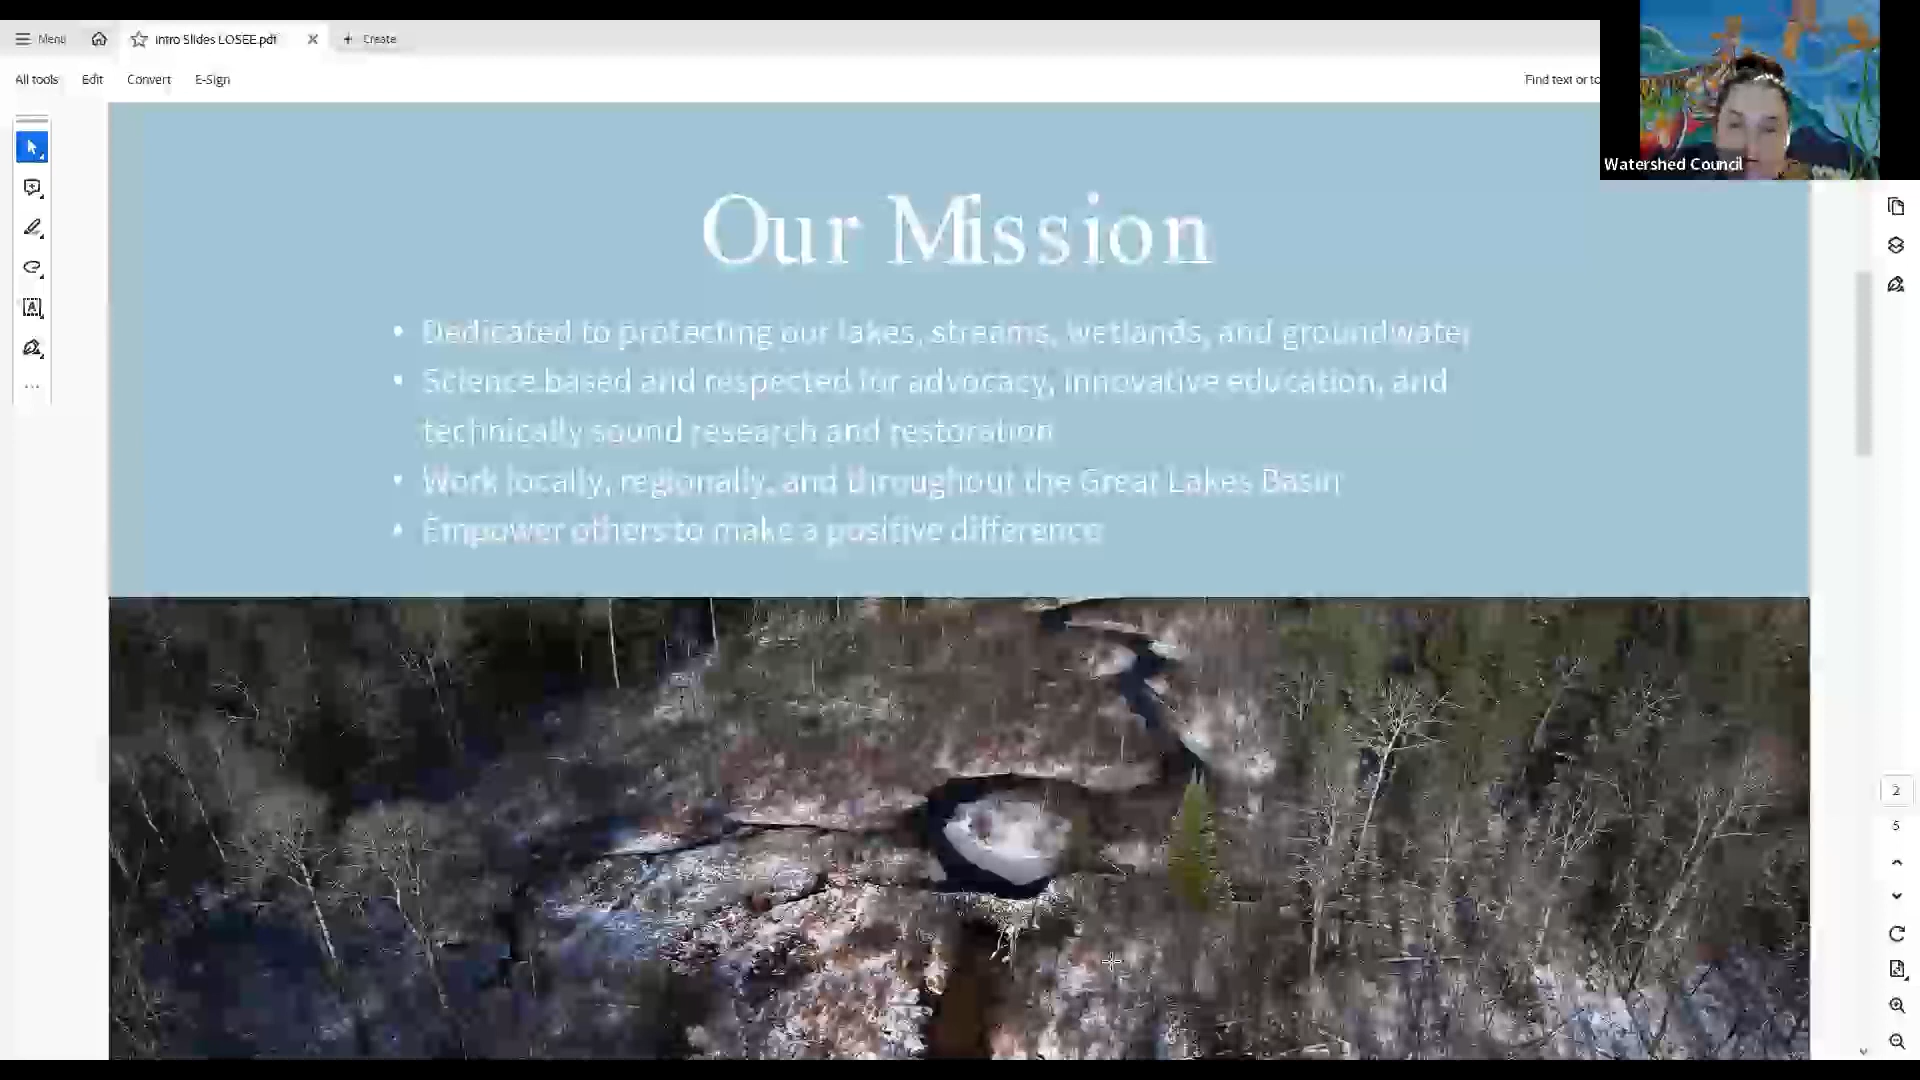 Menu
Intro Slides LOSEE.pdf
Create
All tools Edit Convert E-Sign
Find text or to
Watershed Council
Our Mission
• Dedicated to protecting our lakes, streams, wetlands, and groundwater
• Science based and respected for advocacy, innovative education, and
technically sound research and restoration
• Work locally, regionally, and throughout the Great Lakes Basin
• Empower others to make a positive difference
2
5